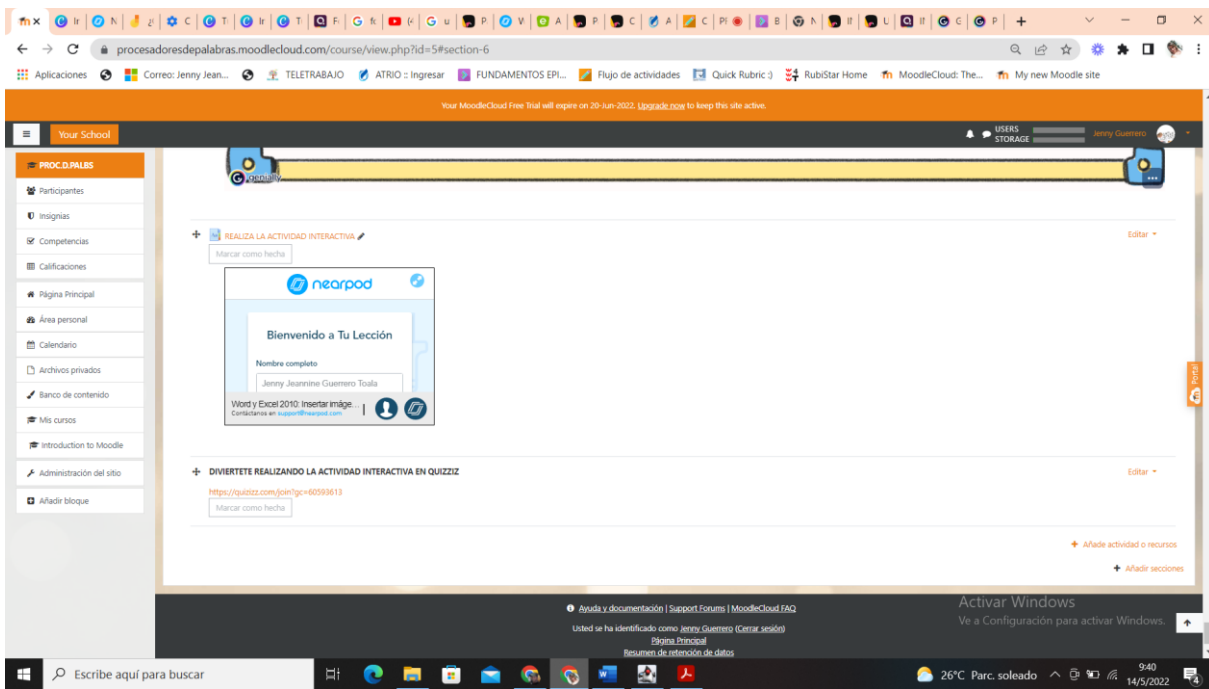 procesadoresdepalabras.moodlecloud.com/course/view.php?id=5#section-6
Aplicaciones
Correo: Jenny Jean...
TELETRABAJO
ATRIO :: Ingresar
FUNDAMENTOS EPI...
Flujo de actividades
Quick Rubric :)
RubiStar Home
MoodleCloud: The...
My new Moodle site
Your MoodleCloud Free Trial will expire on 20-Jun-2022. Upgrade now to keep this site active.
Your School
USERS
STORAGE
Jenny Guerrero
PROC.D.PALBS
Participantes
Insignias
Competencias
Calificaciones
Página Principal
Área personal
Calendario
Archivos privados
Banco de contenido
Mis cursos
Introduction to Moodle
Administración del sitio
Añadir bloque
genially
REALIZA LA ACTIVIDAD INTERACTIVA
Editar
Marcar como hecha
nearpod
Bienvenido a Tu Lección
Nombre completo
Jenny Jeannine Guerrero Toala
Word y Excel 2010: Insertar imáge...
Contáctanos en support@nearpod.com
Portal
DIVIERTETE REALIZANDO LA ACTIVIDAD INTERACTIVA EN QUIZZIZ
Editar
https://quizizz.com/join?gc=60593613
Marcar como hecha
Añade actividad o recursos
Añadir secciones
Ayuda y documentación | Support Forums | MoodleCloud FAQ
Usted se ha identificado como Jenny Guerrero (Cerrar sesión)
Página Principal
Resumen de retención de datos
Activar Windows
Ve a Configuración para activar Windows.
Escribe aquí para buscar
26°C Parc. soleado
9:40
14/5/2022